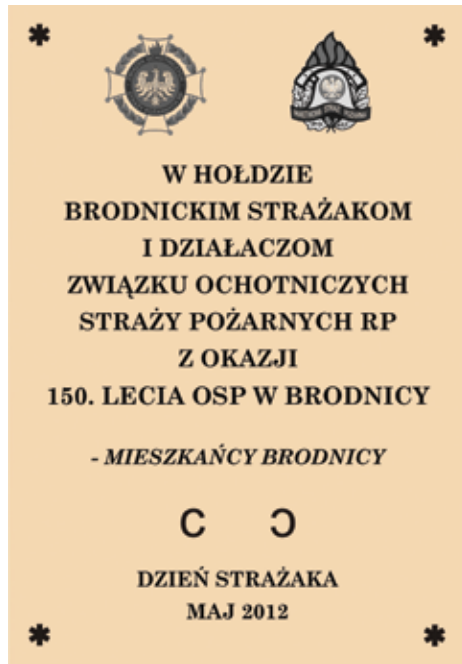 W HOŁDZIE
BRODNICKIM STRAŻAKOM
I DZIAŁACZOM
ZWIĄZKU OCHOTNICZYCH
STRAŻY POŻARNYCH RP
Z OKAZJI
150. LECIA OSP W BRODNICY
- MIESZKAŃCY BRODNICY
C Ɔ
DZIEŃ STRAŻAKA
MAJ 2012